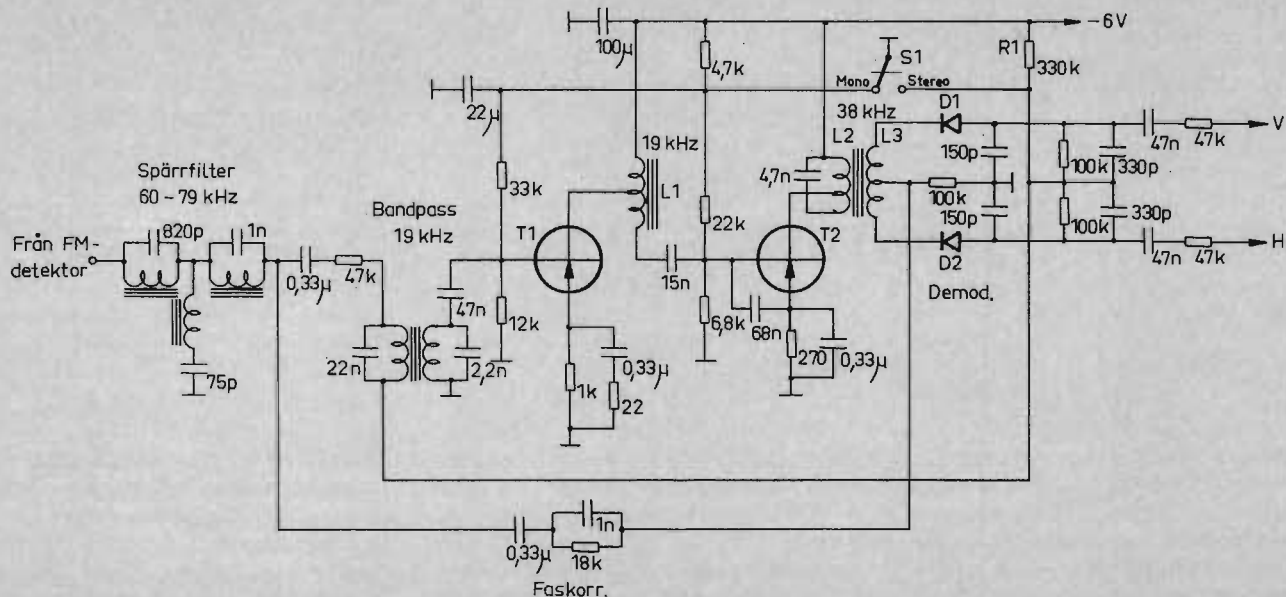 100µ
−6V
4,7k
R1
330k
S1
Mono
Stereo
22µ
38 kHz
D1
V
L2
L3
150p
47n
47k
19 kHz
L1
4,7n
100k
330p
Spärrfilter
60–79 kHz
33k
Bandpass
19 kHz
22k
100k
150p
100k
330p
820p
1n
T1
T2
Från FM-
detektor
47k
0,33µ
15n
D2
47n
47k
H
Demod.
47n
12k
6,8k
68n
270
0,33µ
22n
2,2n
0,33µ
75p
1k
22
1n
0,33µ
18k
Faskorr.